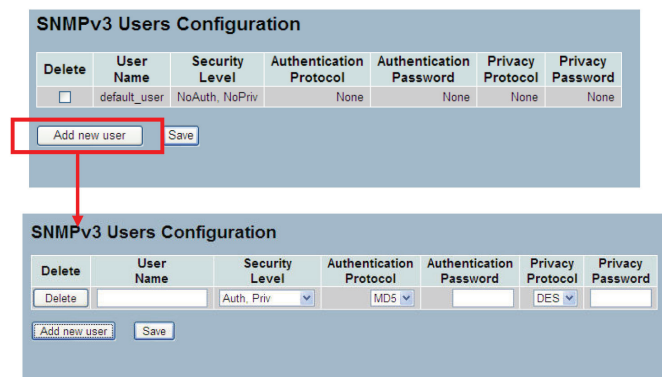 SNMPv3 Users Configuration
Delete User Name Security Level Authentication Protocol Authentication Password Privacy Protocol Privacy Password
default_user NoAuth, NoPriv None None None None
Add new user Save
SNMPv3 Users Configuration
Delete User Name Security Level Authentication Protocol Authentication Password Privacy Protocol Privacy Password
Delete Auth, Priv MD5 DES
Add new user Save